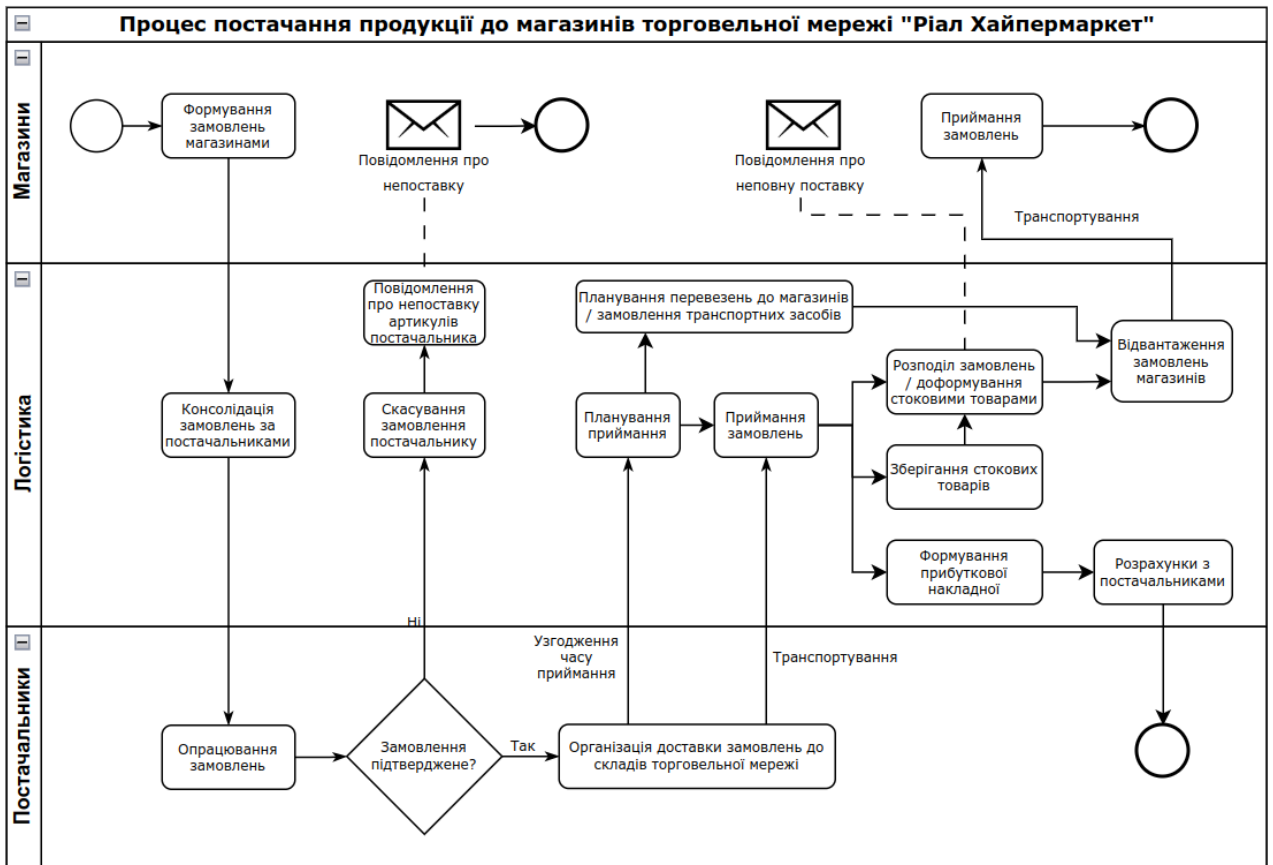 Процес постачання продукції до магазинів торговельної мережі "Ріал Хайпермаркет"
Магазини
Формування
замовлень
магазинами
Повідомлення про
непоставку
Повідомлення про
неповну поставку
Приймання
замовлень
Транспортування
Логістика
Повідомлення
про непоставку
артикулів
постачальника
Планування перевезень до магазинів
/ замовлення транспортних засобів
Відвантаження
замовлень
магазинів
Консолідація
замовлень за
постачальниками
Скасування
замовлення
постачальнику
Планування
приймання
Приймання
замовлень
Розподіл замовлень
/ доформування
стоковими товарами
Зберігання стокових
товарів
Формування
прибуткової
накладної
Розрахунки з
постачальниками
Ні
Постачальники
Узгодження
часу
приймання
Транспортування
Опрацювання
замовлень
Замовлення
підтверджене?
Так
Організація доставки замовлень до
складів торговельної мережі